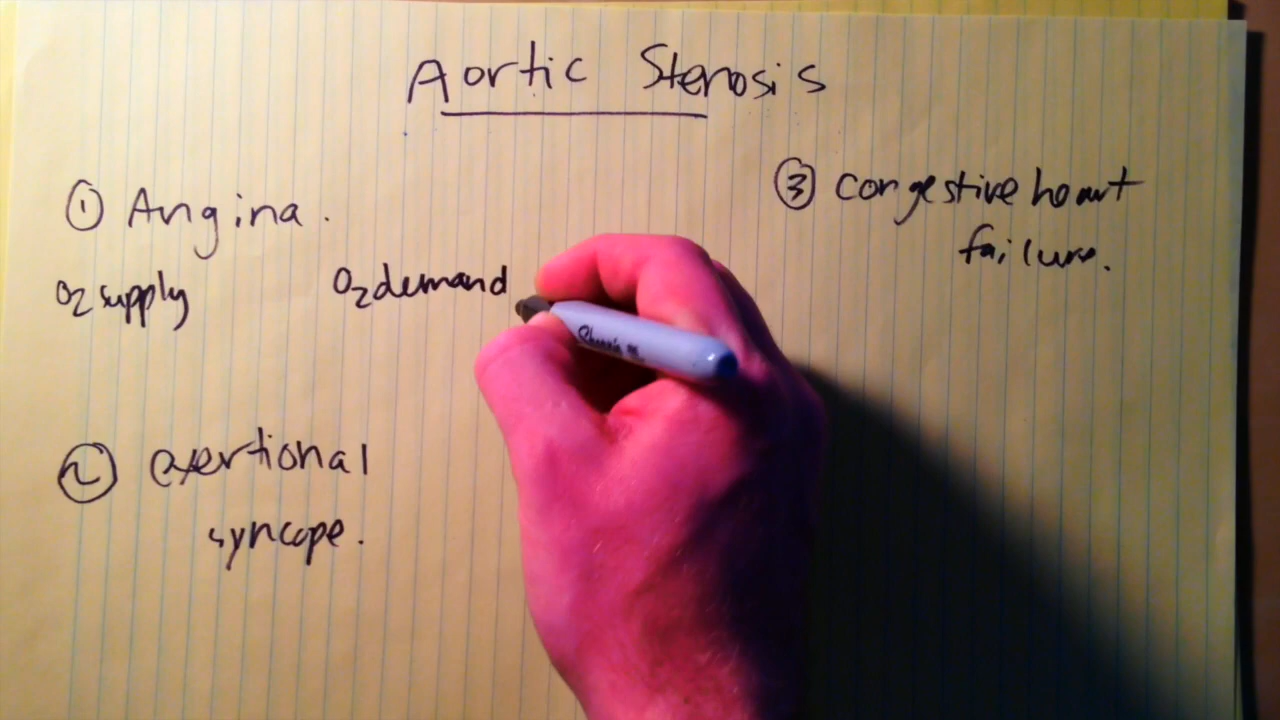 Aortic Stenosis
① Angina.
O₂ supply O₂ demand
② exertional
syncope.
③ congestive heart
failure.
Sharpie